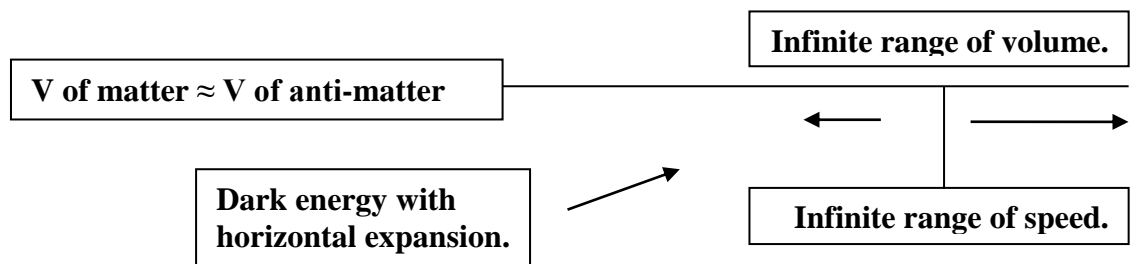 Infinite range of volume.
V of matter ≈ V of anti-matter
Dark energy with
horizontal expansion.
Infinite range of speed.